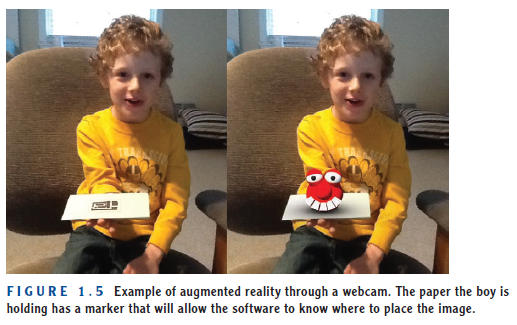 FIGURE 1.5 Example of augmented reality through a webcam. The paper the boy is
holding has a marker that will allow the software to know where to place the image.